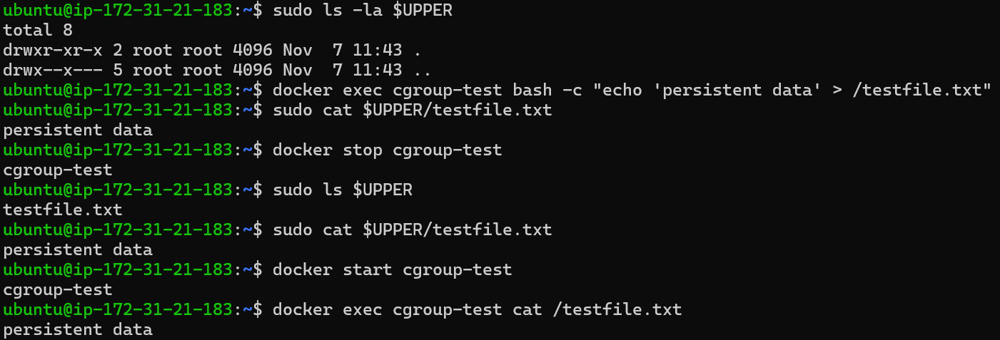 ubuntu@ip-172-31-21-183:~$ sudo ls -la $UPPER
total 8
drwxr-xr-x 2 root root 4096 Nov  7 11:43 .
drwx--x--- 5 root root 4096 Nov  7 11:43 ..
ubuntu@ip-172-31-21-183:~$ docker exec cgroup-test bash -c "echo 'persistent data' > /testfile.txt"
ubuntu@ip-172-31-21-183:~$ sudo cat $UPPER/testfile.txt
persistent data
ubuntu@ip-172-31-21-183:~$ docker stop cgroup-test
cgroup-test
ubuntu@ip-172-31-21-183:~$ sudo ls $UPPER
testfile.txt
ubuntu@ip-172-31-21-183:~$ sudo cat $UPPER/testfile.txt
persistent data
ubuntu@ip-172-31-21-183:~$ docker start cgroup-test
cgroup-test
ubuntu@ip-172-31-21-183:~$ docker exec cgroup-test cat /testfile.txt
persistent data